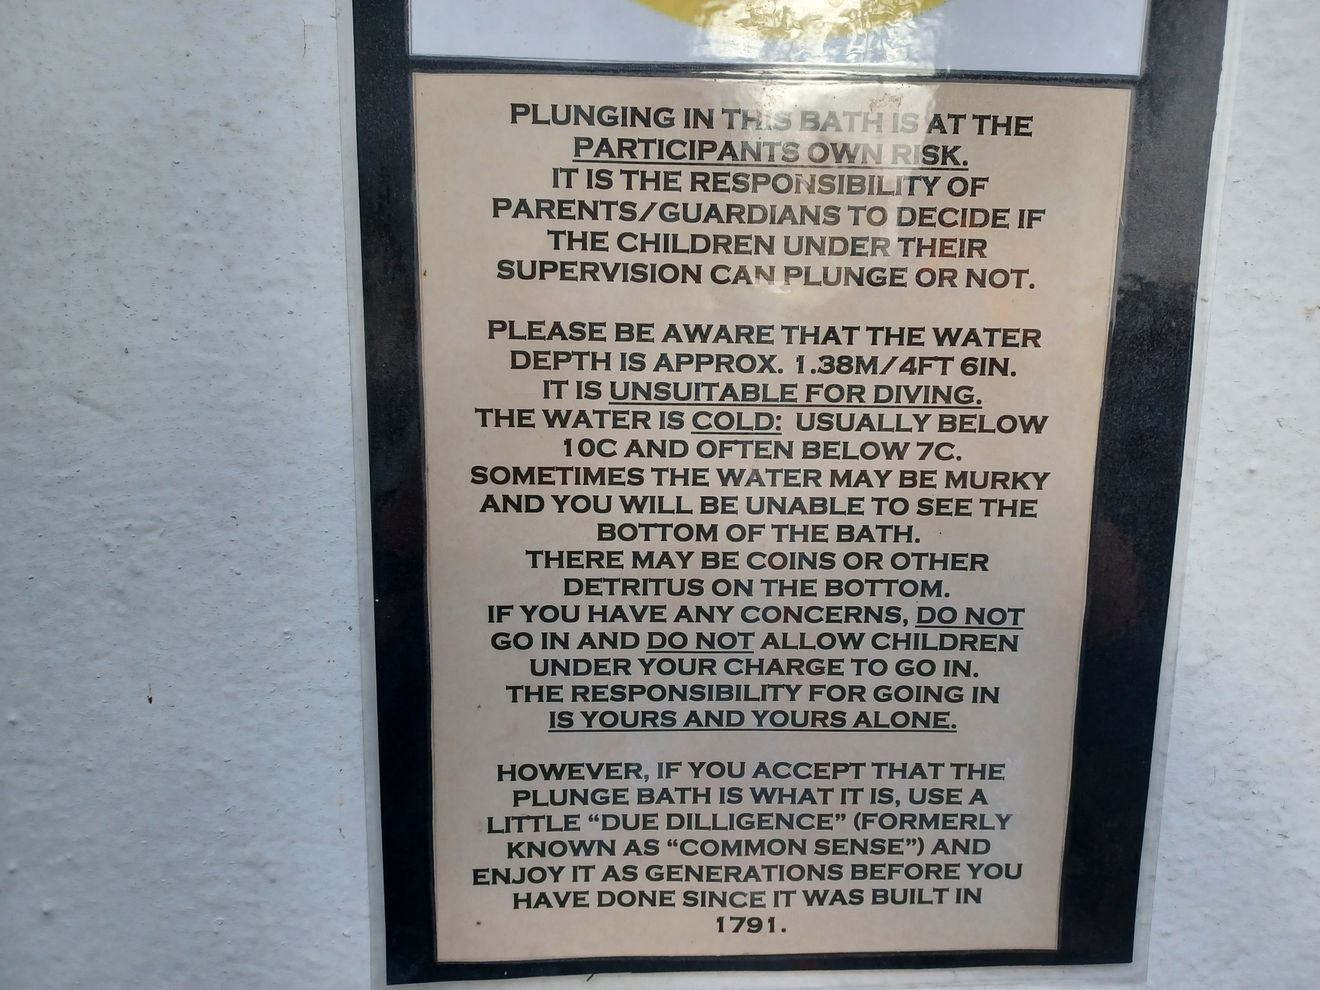 PLUNGING IN THIS BATH IS AT THE
PARTICIPANTS OWN RISK.
IT IS THE RESPONSIBILITY OF
PARENTS/GUARDIANS TO DECIDE IF
THE CHILDREN UNDER THEIR
SUPERVISION CAN PLUNGE OR NOT.
PLEASE BE AWARE THAT THE WATER
DEPTH IS APPROX. 1.38M/4FT 6IN.
IT IS UNSUITABLE FOR DIVING.
THE WATER IS COLD: USUALLY BELOW
10C AND OFTEN BELOW 7C.
SOMETIMES THE WATER MAY BE MURKY
AND YOU WILL BE UNABLE TO SEE THE
BOTTOM OF THE BATH.
THERE MAY BE COINS OR OTHER
DETRITUS ON THE BOTTOM.
IF YOU HAVE ANY CONCERNS, DO NOT
GO IN AND DO NOT ALLOW CHILDREN
UNDER YOUR CHARGE TO GO IN.
THE RESPONSIBILITY FOR GOING IN
IS YOURS AND YOURS ALONE.
HOWEVER, IF YOU ACCEPT THAT THE
PLUNGE BATH IS WHAT IT IS, USE A
LITTLE “DUE DILLIGENCE” (FORMERLY
KNOWN AS “COMMON SENSE”) AND
ENJOY IT AS GENERATIONS BEFORE YOU
HAVE DONE SINCE IT WAS BUILT IN
1791.